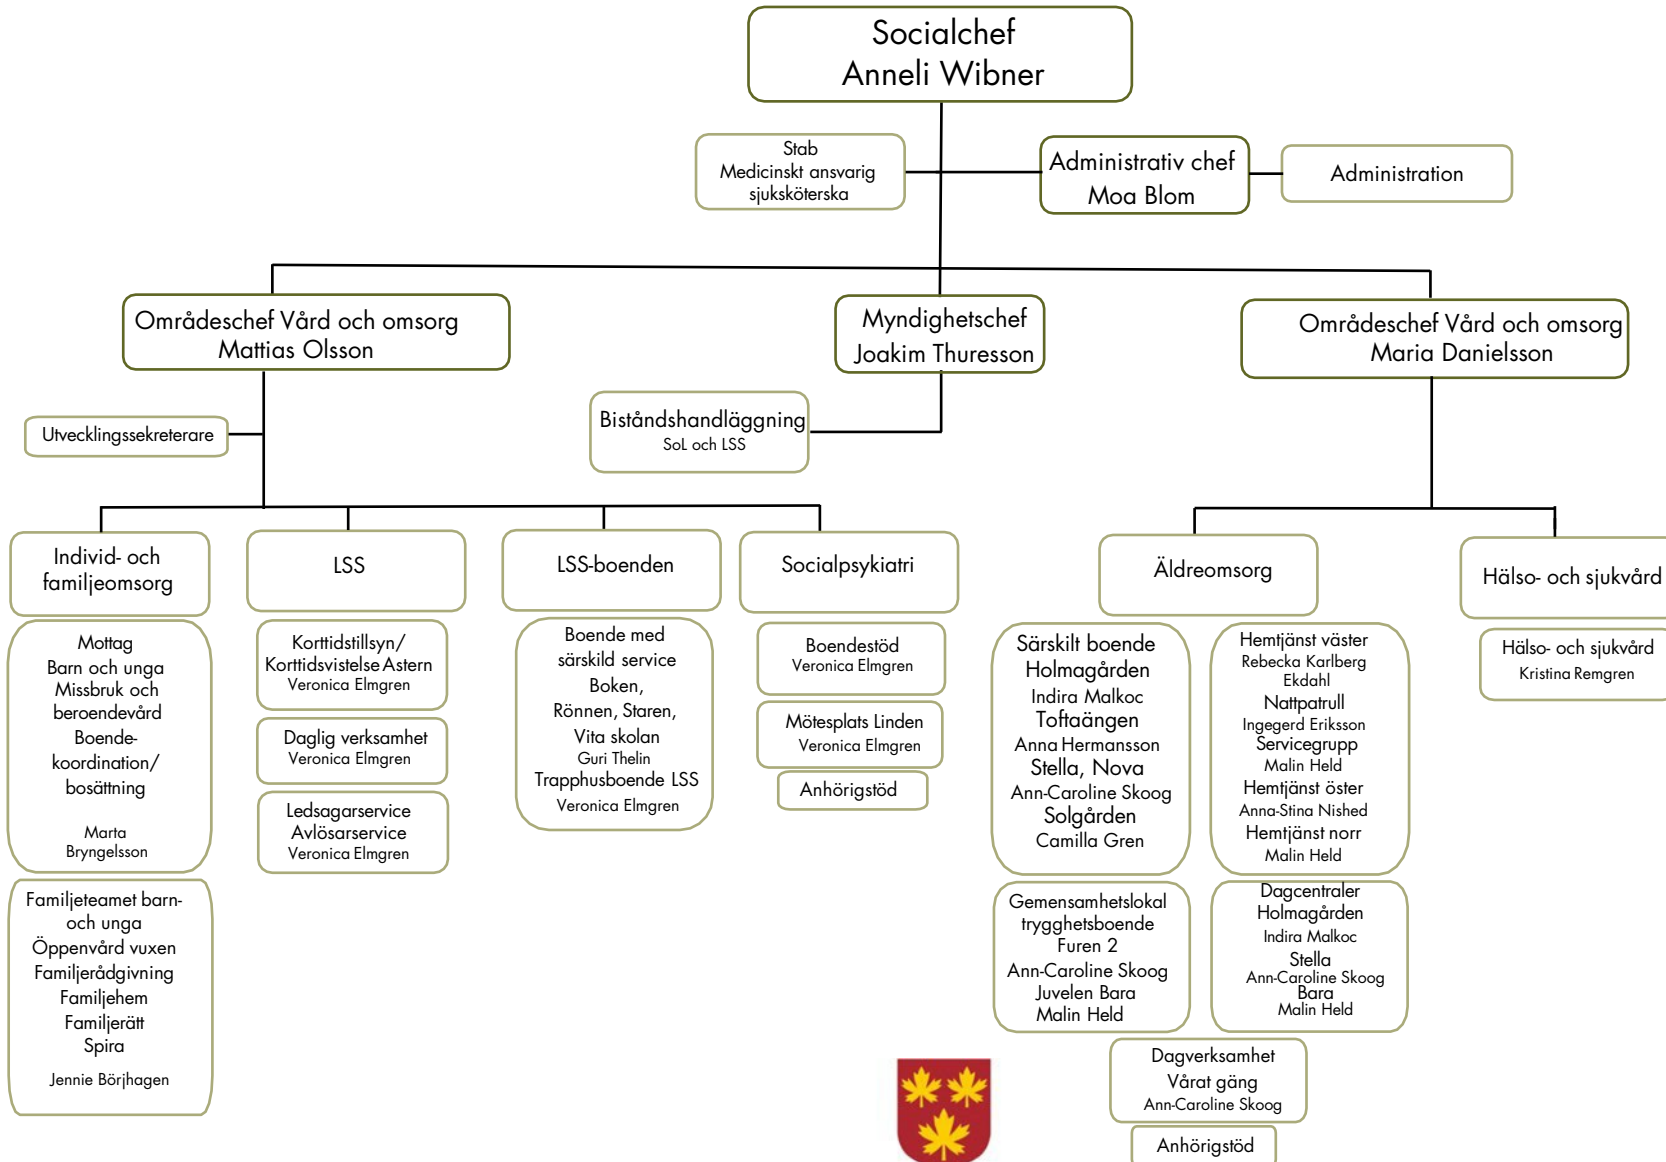 Socialchef
Anneli Wibner
Stab
Medicinskt ansvarig
sjuksköterska
Administrativ chef
Moa Blom
Administration
Områdeschef Vård och omsorg
Mattias Olsson
Myndighetschef
Joakim Thuresson
Områdeschef Vård och omsorg
Maria Danielsson
Utvecklingssekreterare
Biståndshandläggning
SoL och LSS
Individ- och
familjeomsorg
LSS
LSS-boenden
Socialpsykiatri
Äldreomsorg
Hälso- och sjukvård
Mottag
Barn och unga
Missbruk och
beroendevård
Boende-
koordination/
bosättning
Marta
Bryngelsson
Familjeteamet barn-
och unga
Öppenvård vuxen
Familjerådgivning
Familjehem
Familjerätt
Spira
Jennie Börjhagen
Korttidstillsyn/
Korttidsvistelse Astern
Veronica Elmgren
Daglig verksamhet
Veronica Elmgren
Ledsagarservice
Avlösarservice
Veronica Elmgren
Boende med
särskild service
Boken,
Rönnen, Staren,
Vita skolan
Guri Thelin
Trapphusboende LSS
Veronica Elmgren
Boendestöd
Veronica Elmgren
Mötesplats Linden
Veronica Elmgren
Anhörigstöd
Särskilt boende
Holmagården
Indira Malkoc
Toftaängen
Anna Hermansson
Stella, Nova
Ann-Caroline Skoog
Solgården
Camilla Gren
Hemtjänst väster
Rebecka Karlberg
Ekdahl
Nattpatrull
Ingegerd Eriksson
Servicegrupp
Malin Held
Hemtjänst öster
Anna-Stina Nished
Hemtjänst norr
Malin Held
Hälso- och sjukvård
Kristina Remgren
Gemensamhetslokal
trygghetsboende
Furen 2
Ann-Caroline Skoog
Juvelen Bara
Malin Held
Dagcentraler
Holmagården
Indira Malkoc
Stella
Ann-Caroline Skoog
Bara
Malin Held
Dagverksamhet
Vårat gäng
Ann-Caroline Skoog
Anhörigstöd